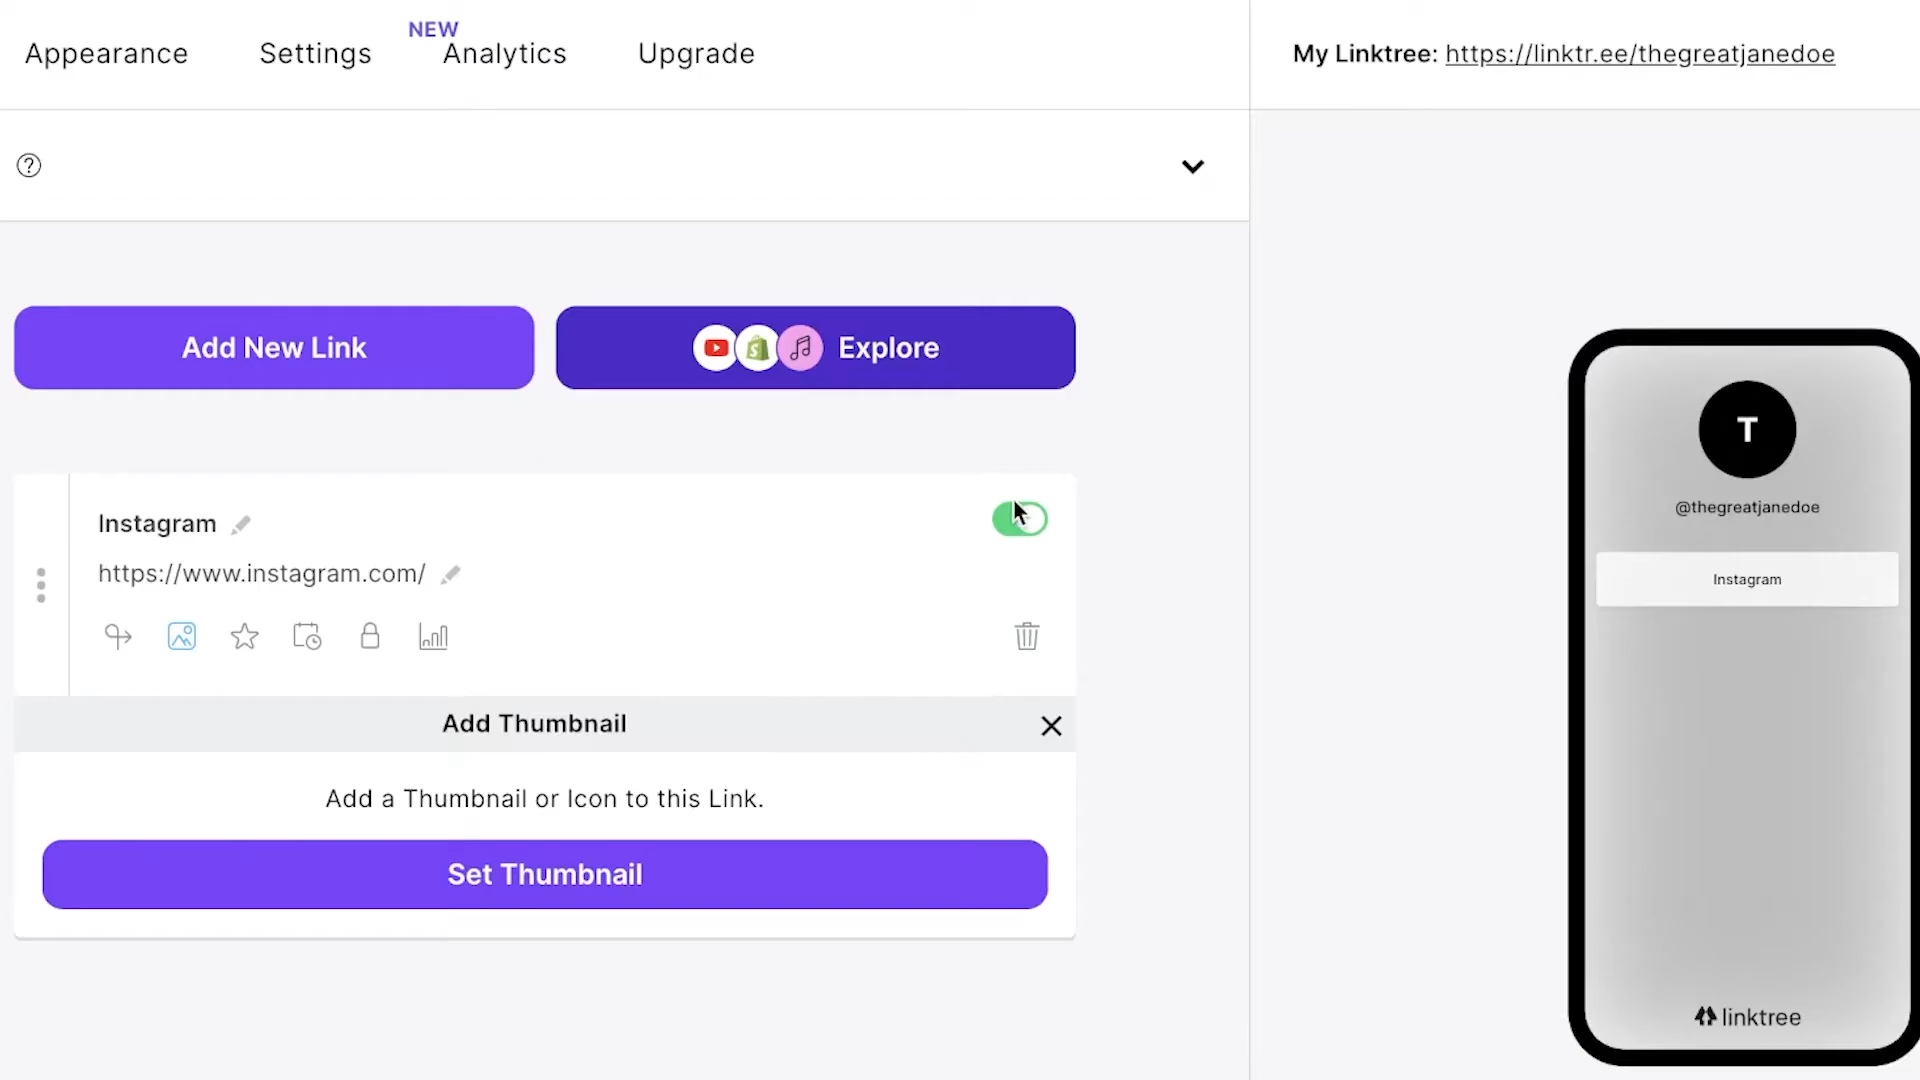 NEW
Appearance
Settings
Analytics
Upgrade
My Linktree: https://linktr.ee/thegreatjanedoe
?
Add New Link
Explore
Instagram
https://www.instagram.com/
Add Thumbnail
Add a Thumbnail or Icon to this Link.
Set Thumbnail
T
@thegreatjanedoe
Instagram
linktree